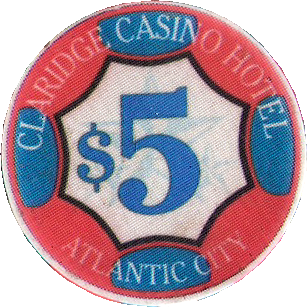 CLARIDGE CASINO HOTEL
$5
ATLANTIC CITY